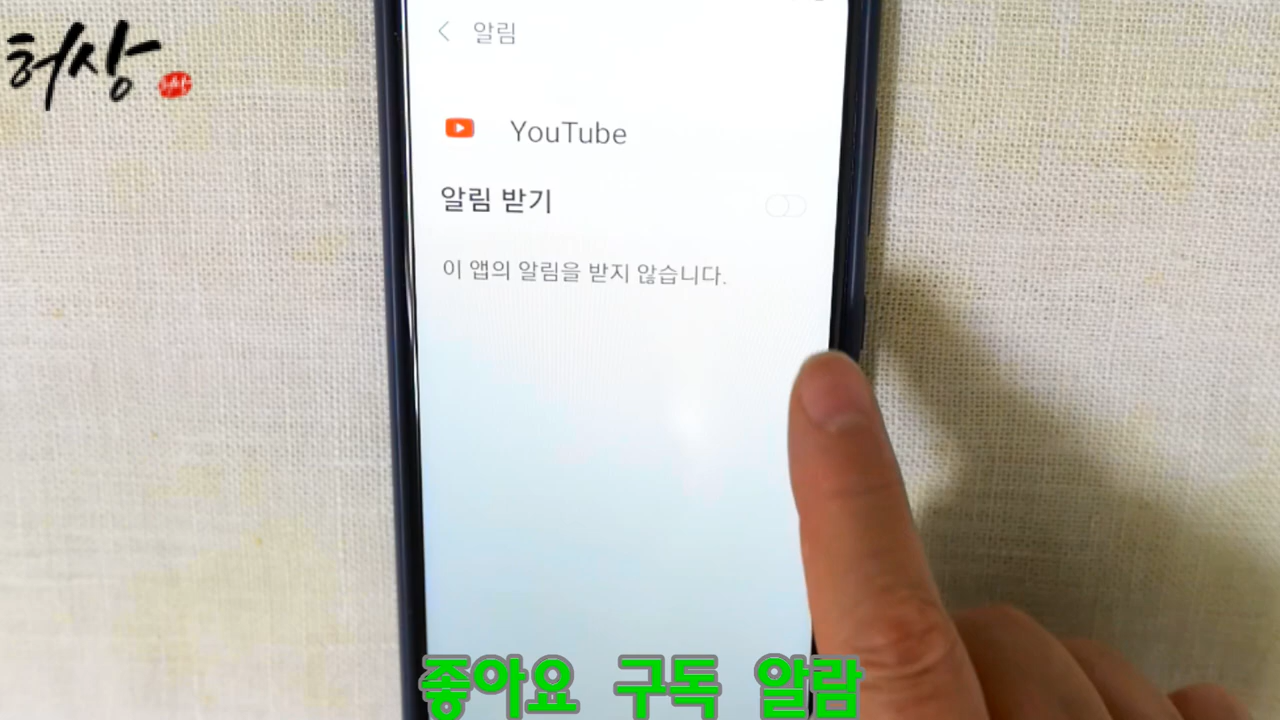 허상
알림
YouTube
알림 받기
이 앱의 알림을 받지 않습니다.
좋아요 구독 알람